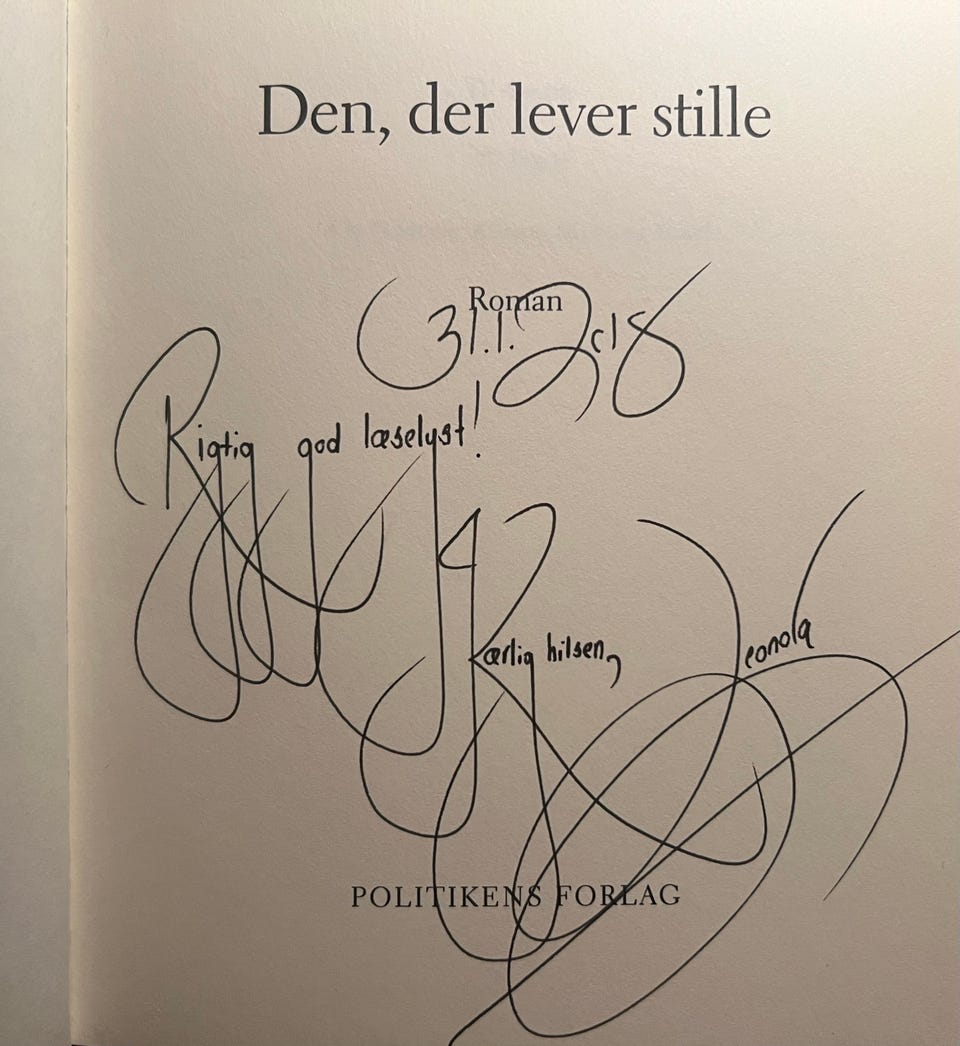 Den, der lever stille
Roman
31.1.2018
Rigtig god læselyst!
Kærlig hilsen,
Leonora
POLITIKENS FORLAG